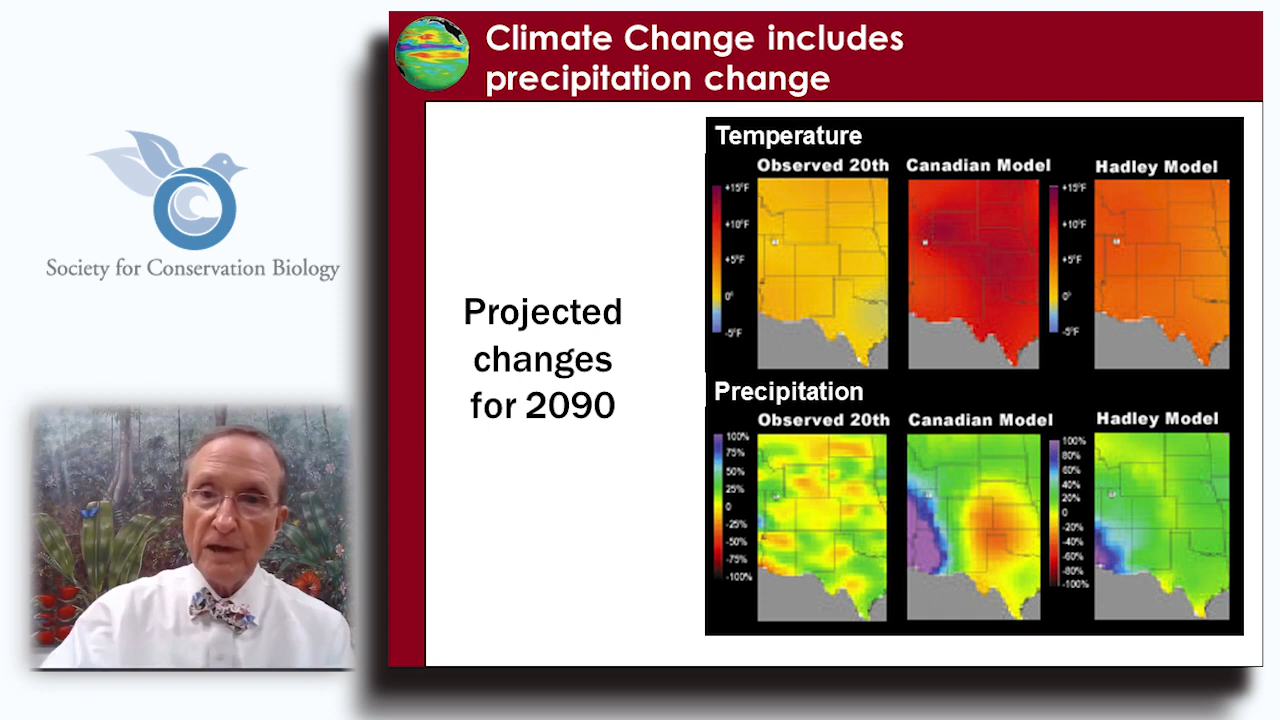 Climate Change includes
precipitation change
Society for Conservation Biology
Projected
changes
for 2090
Temperature
Observed 20th
Canadian Model
Hadley Model
+15°F
+10°F
+5°F
0°
-5°F
+15°F
+10°F
+5°F
0°
-5°F
Precipitation
Observed 20th
Canadian Model
Hadley Model
100%
75%
50%
25%
0
-25%
-50%
-75%
-100%
100%
80%
60%
40%
20%
0
-20%
-40%
-60%
-80%
-100%